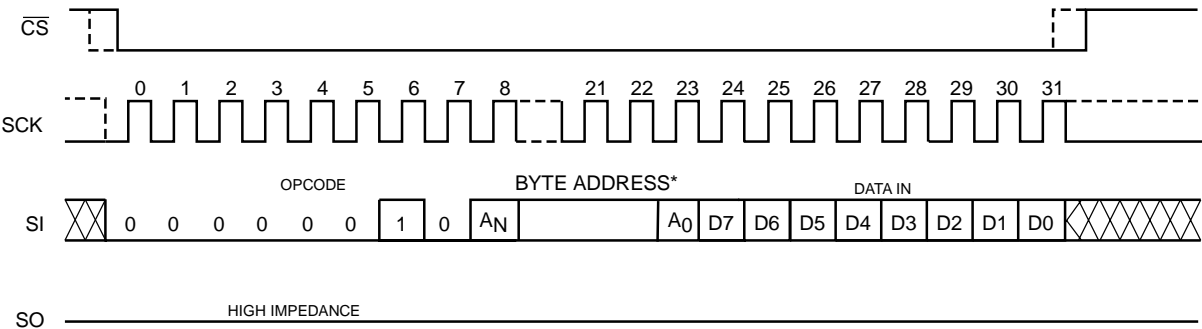 CS
0 1 2 3 4 5 6 7 8 21 22 23 24 25 26 27 28 29 30 31
SCK
OPCODE BYTE ADDRESS* DATA IN
SI 0 0 0 0 0 0 1 0 AN A0 D7 D6 D5 D4 D3 D2 D1 D0
HIGH IMPEDANCE
SO